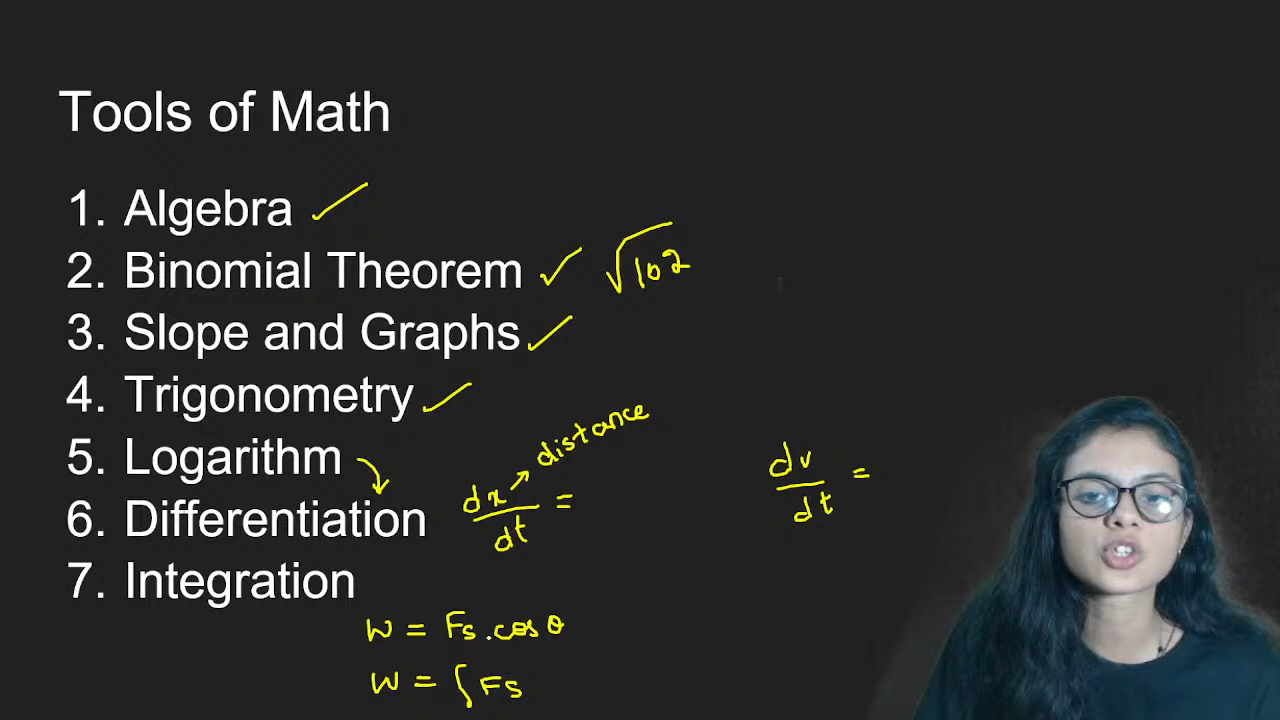 Tools of Math
1. Algebra ✓
2. Binomial Theorem ✓ √102
3. Slope and Graphs ✓
4. Trigonometry ✓
distance
5. Logarithm
6. Differentiation dx/dt = dv/dt =
7. Integration
W = Fs.cosθ
W = ∫Fs